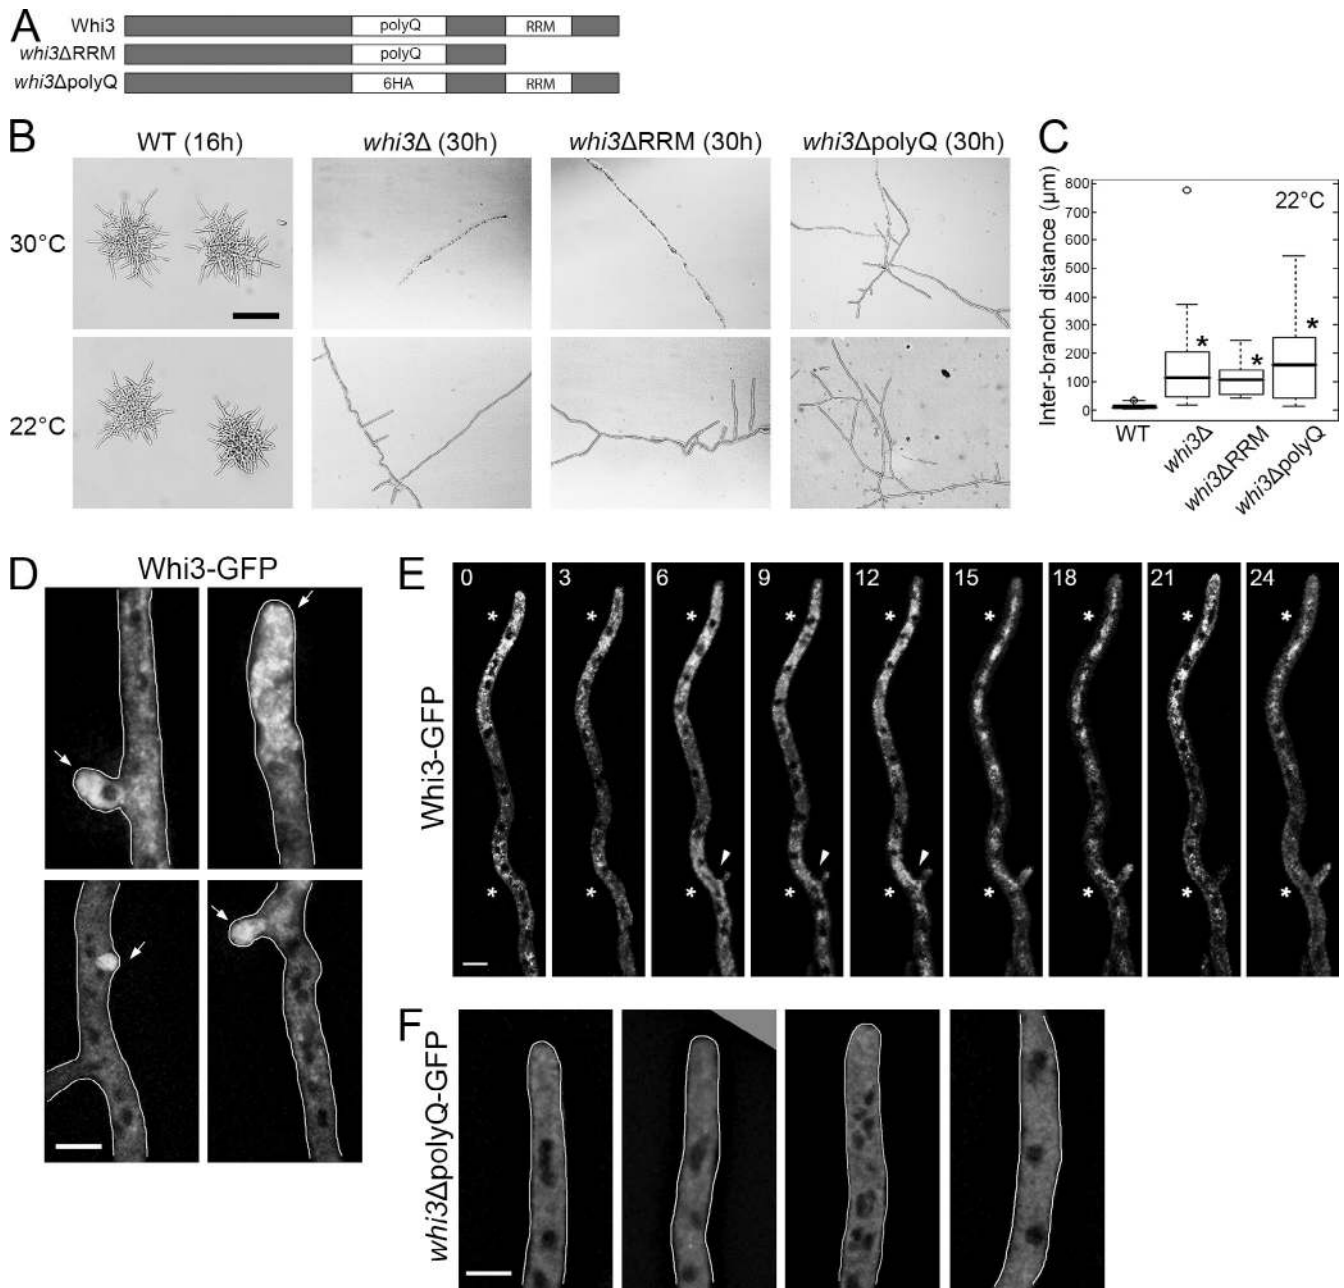 A
Whi3
polyQ
RRM
whi3ΔRRM
polyQ
whi3ΔpolyQ
6HA
RRM
B
WT (16h)
whi3Δ (30h)
whi3ΔRRM (30h)
whi3ΔpolyQ (30h)
30°C
22°C
C
Inter-branch distance (μm)
800
700
600
500
400
300
200
100
0
22°C
*
*
*
WT
whi3Δ
whi3ΔRRM
whi3ΔpolyQ
D
Whi3-GFP
E
Whi3-GFP
0 3 6 9 12 15 18 21 24
* * * * * * * * *
* * * * * * *
F
whi3ΔpolyQ-GFP